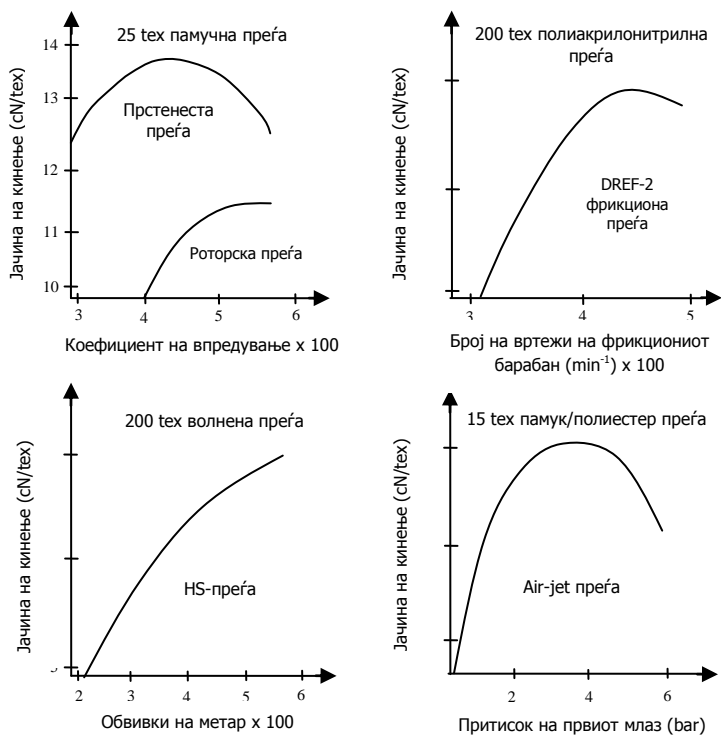 25 tex памучна преѓа
Јачина на кинење (cN/tex)
14
13
12
11
10
Прстенеста
преѓа
Роторска преѓа
3 4 5 6
Коефициент на впредување x 100
200 tex полиакрилонитрилна
преѓа
Јачина на кинење (cN/tex)
DREF-2
фрикциона
преѓа
3 4 5
Број на вртежи на фрикциониот
барабан (min⁻¹) x 100
200 tex волнена преѓа
Јачина на кинење (cN/tex)
HS-преѓа
2 3 4 5 6
Обвивки на метар x 100
15 tex памук/полиестер преѓа
Јачина на кинење (cN/tex)
Air-jet преѓа
2 4 6
Притисок на првиот млаз (bar)